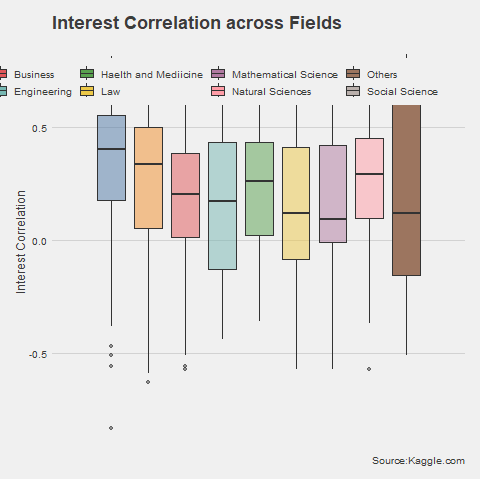 Interest Correlation across Fields
Business Haelth and Mediicine Mathematical Science Others
Engineering Law Natural Sciences Social Science
0.5
0.0
-0.5
Interest Correlation
Source:Kaggle.com